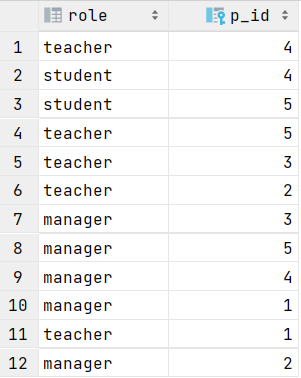 role p_id
1 teacher 4
2 student 4
3 student 5
4 teacher 5
5 teacher 3
6 teacher 2
7 manager 3
8 manager 5
9 manager 4
10 manager 1
11 teacher 1
12 manager 2